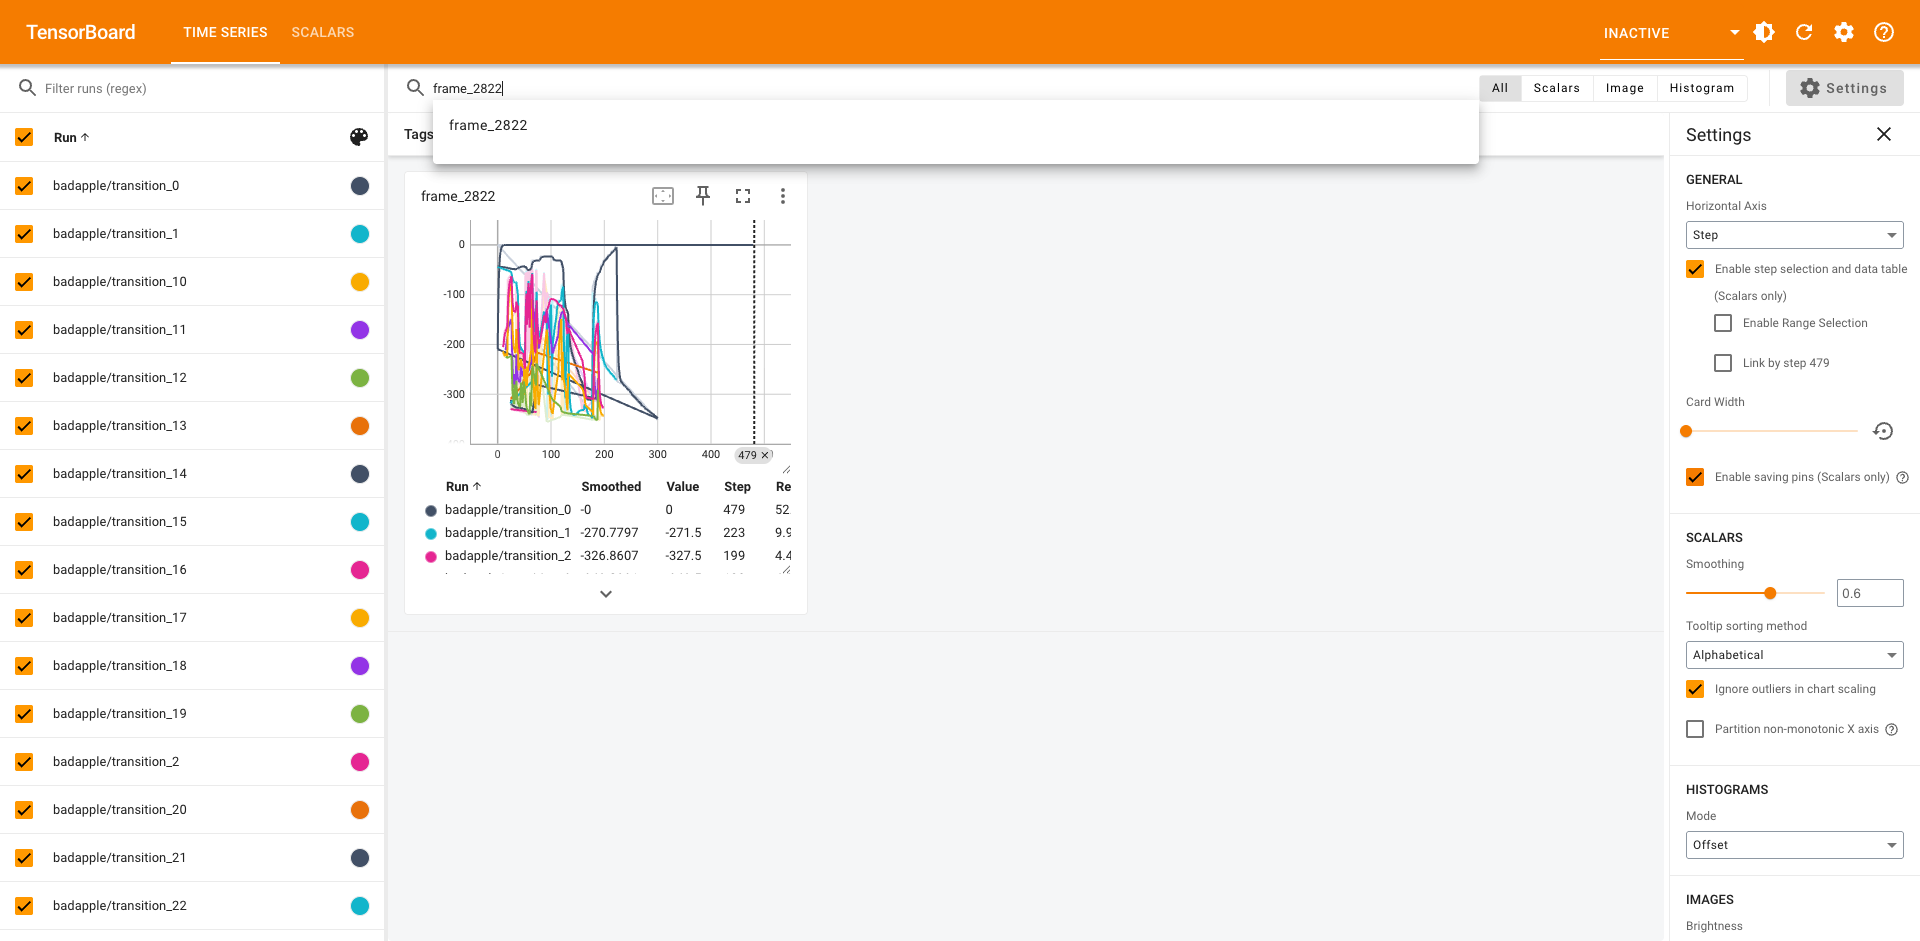 TensorBoard
TIME SERIES
SCALARS
INACTIVE
Filter runs (regex)
frame_2822
All
Scalars
Image
Histogram
Settings
frame_2822
Tags
Run
badapple/transition_0
badapple/transition_1
badapple/transition_10
badapple/transition_11
badapple/transition_12
badapple/transition_13
badapple/transition_14
badapple/transition_15
badapple/transition_16
badapple/transition_17
badapple/transition_18
badapple/transition_19
badapple/transition_2
badapple/transition_20
badapple/transition_21
badapple/transition_22
frame_2822
0
-100
-200
-300
0 100 200 300 400 479
Run Smoothed Value Step Re
badapple/transition_0 -0 0 479 52.
badapple/transition_1 -270.7797 -271.5 223 9.9
badapple/transition_2 -326.8607 -327.5 199 4.4
Settings
GENERAL
Horizontal Axis
Step
Enable step selection and data table
(Scalars only)
Enable Range Selection
Link by step 479
Card Width
Enable saving pins (Scalars only)
SCALARS
Smoothing
0.6
Tooltip sorting method
Alphabetical
Ignore outliers in chart scaling
Partition non-monotonic X axis
HISTOGRAMS
Mode
Offset
IMAGES
Brightness